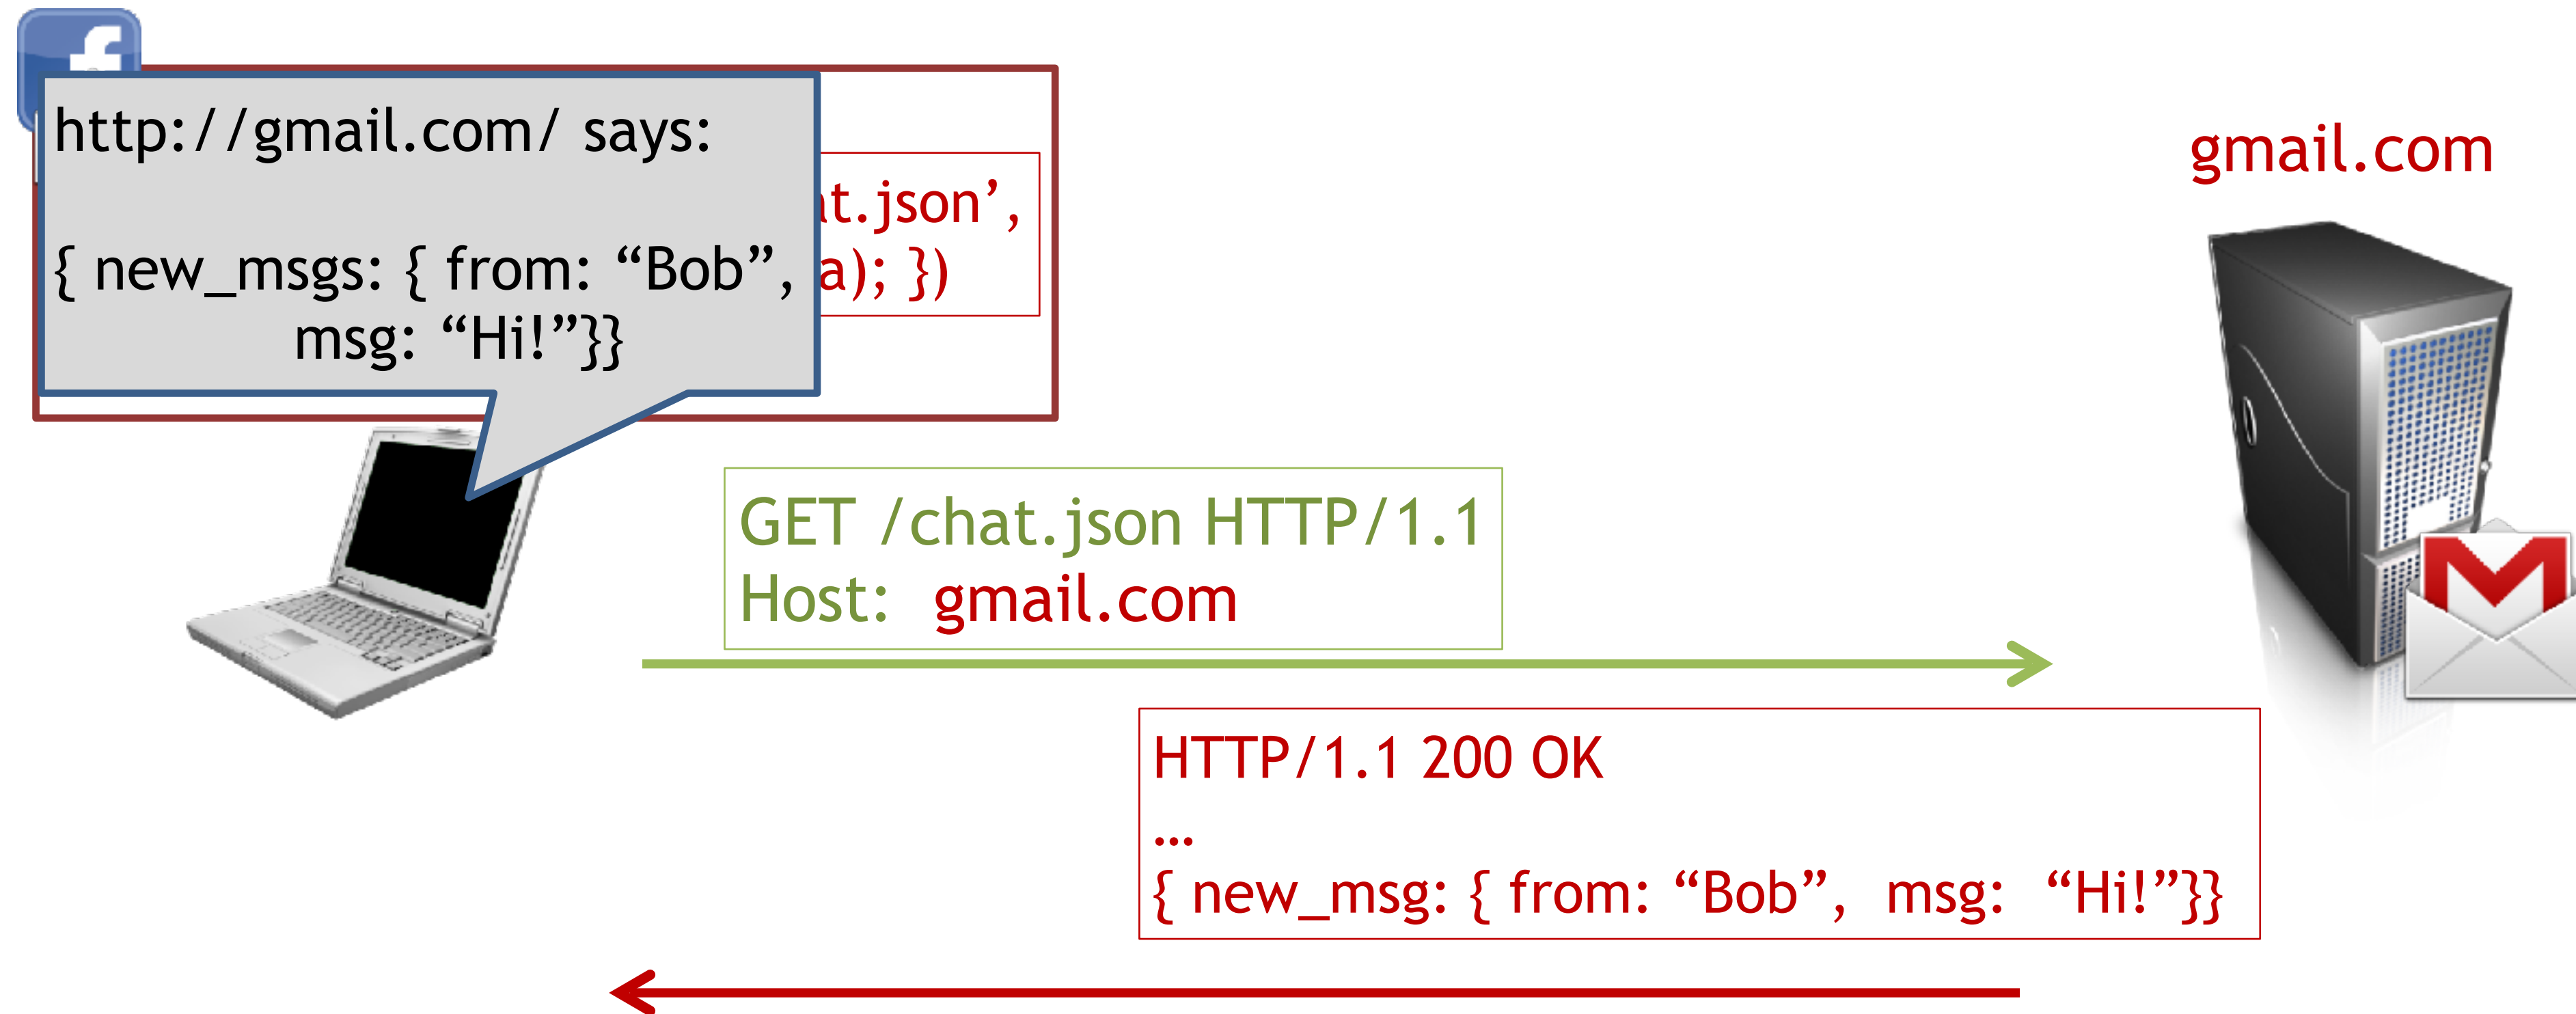 http://gmail.com/ says:
{ new_msgs: { from: “Bob”,
msg: “Hi!”}}
t.json’,
a); })
gmail.com
GET /chat.json HTTP/1.1
Host: gmail.com
HTTP/1.1 200 OK
…
{ new_msg: { from: “Bob”, msg: “Hi!”}}